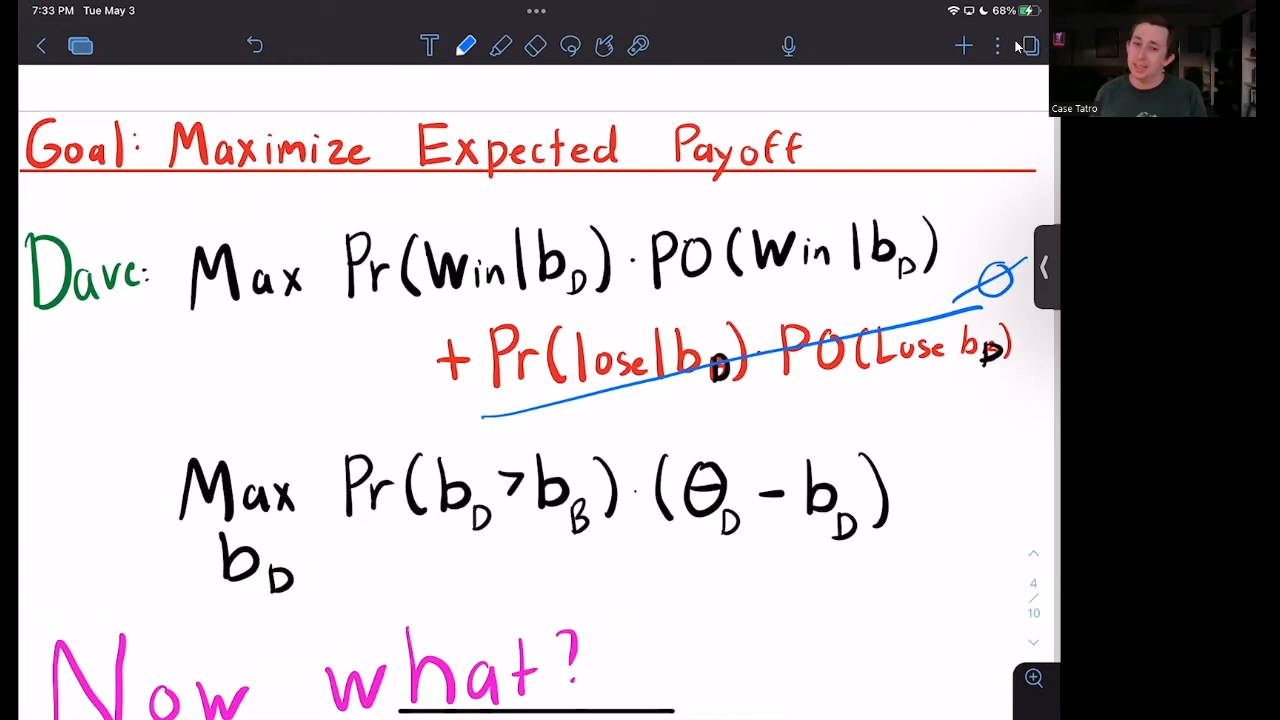 7:33 PM Tue May 3
68%
Case Tatro
Goal: Maximize Expected Payoff
Dave: Max Pr(Win|b_D) · PO(Win|b_D)
+ Pr(lose|b_D) · PO(Lose b_D)
Max Pr(b_D > b_B) · (θ_D - b_D)
b_D
4
/
10
Now what?